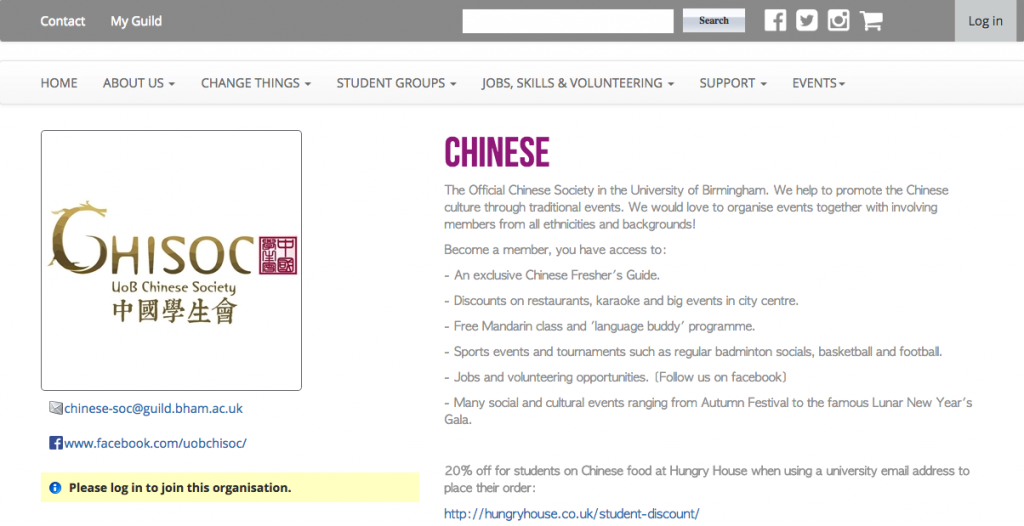 Contact My Guild Search Log in
HOME ABOUT US CHANGE THINGS STUDENT GROUPS JOBS, SKILLS & VOLUNTEERING SUPPORT EVENTS
CHISOC 中國學生會
UoB Chinese Society
中國學生會
chinese-soc@guild.bham.ac.uk
www.facebook.com/uobchisoc/
Please log in to join this organisation.
CHINESE
The Official Chinese Society in the University of Birmingham. We help to promote the Chinese
culture through traditional events. We would love to organise events together with involving
members from all ethnicities and backgrounds!
Become a member, you have access to:
- An exclusive Chinese Fresher's Guide.
- Discounts on restaurants, karaoke and big events in city centre.
- Free Mandarin class and 'language buddy' programme.
- Sports events and tournaments such as regular badminton socials, basketball and football.
- Jobs and volunteering opportunities. (Follow us on facebook)
- Many social and cultural events ranging from Autumn Festival to the famous Lunar New Year's
Gala.
20% off for students on Chinese food at Hungry House when using a university email address to
place their order:
http://hungryhouse.co.uk/student-discount/